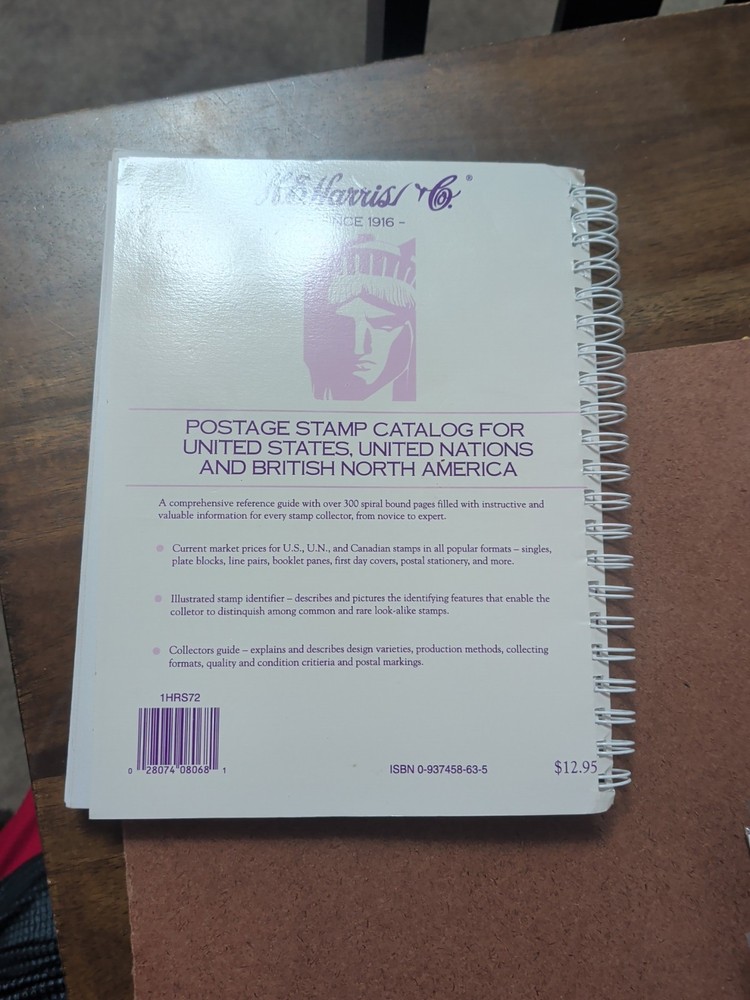 H.E. Harris & Co. ®
SINCE 1916 –
POSTAGE STAMP CATALOG FOR
UNITED STATES, UNITED NATIONS
AND BRITISH NORTH AMERICA
A comprehensive reference guide with over 300 spiral bound pages filled with instructive and
valuable information for every stamp collector, from novice to expert.
Current market prices for U.S., U.N., and Canadian stamps in all popular formats – singles,
plate blocks, line pairs, booklet panes, first day covers, postal stationery, and more.
Illustrated stamp identifier – describes and pictures the identifying features that enable the
colletor to distinquish among common and rare look-alike stamps.
Collectors guide – explains and describes design varieties, production methods, collecting
formats, quality and condition critieria and postal markings.
1HRS72
0 28074 08068 1
ISBN 0-937458-63-5
$12.95